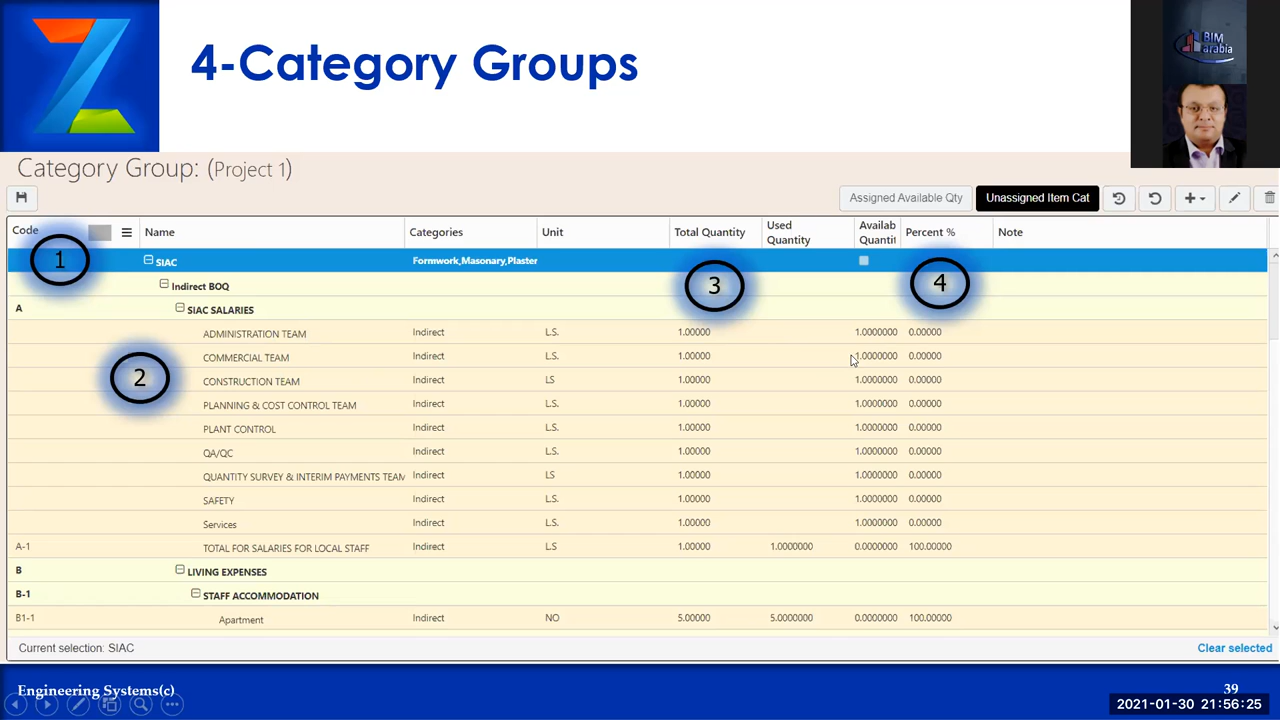 4-Category Groups
BIM
arabia
Category Group: (Project 1)
Assigned Available Qty
Unassigned Item Cat
Code Name Categories Unit Total Quantity Used Quantity Availab Quantit Percent % Note
1 SIAC Formwork,Masonary,Plaster
Indirect BOQ
3
4
A SIAC SALARIES
ADMINISTRATION TEAM Indirect L.S. 1.00000 1.0000000 0.00000
COMMERCIAL TEAM Indirect L.S. 1.00000 1.0000000 0.00000
2 CONSTRUCTION TEAM Indirect LS 1.00000 1.0000000 0.00000
PLANNING & COST CONTROL TEAM Indirect L.S. 1.00000 1.0000000 0.00000
PLANT CONTROL Indirect L.S. 1.00000 1.0000000 0.00000
QA/QC Indirect L.S. 1.00000 1.0000000 0.00000
QUANTITY SURVEY & INTERIM PAYMENTS TEAM Indirect LS 1.00000 1.0000000 0.00000
SAFETY Indirect L.S. 1.00000 1.0000000 0.00000
Services Indirect L.S. 1.00000 1.0000000 0.00000
A-1 TOTAL FOR SALARIES FOR LOCAL STAFF Indirect L.S 1.00000 1.0000000 0.0000000 100.00000
B LIVING EXPENSES
B-1 STAFF ACCOMMODATION
B1-1 Apartment Indirect NO 5.00000 5.0000000 0.0000000 100.00000
Current selection: SIAC Clear selected
Engineering Systems(c) 39
2021-01-30 21:56:25